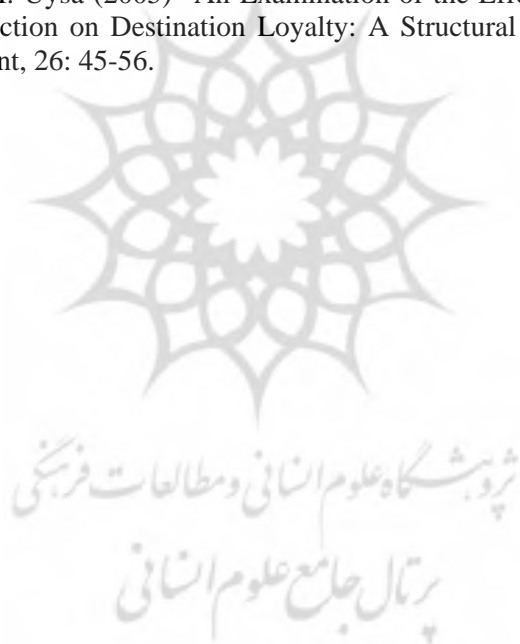 . Uysa (2005) "An Examination of the Effe
ction on Destination Loyalty: A Structural
nt, 26: 45-56.
پژوهشگاه علوم انسانی و مطالعات فرهنگی
پرتال جامع علوم انسانی